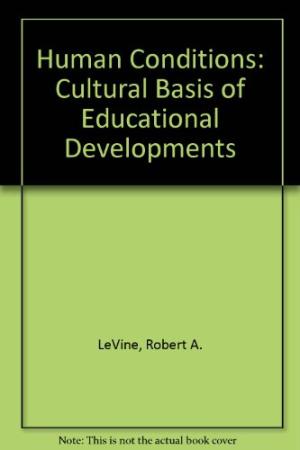 Human Conditions:
Cultural Basis of
Educational
Developments
LeVine, Robert A.
Note: This is not the actual book cover